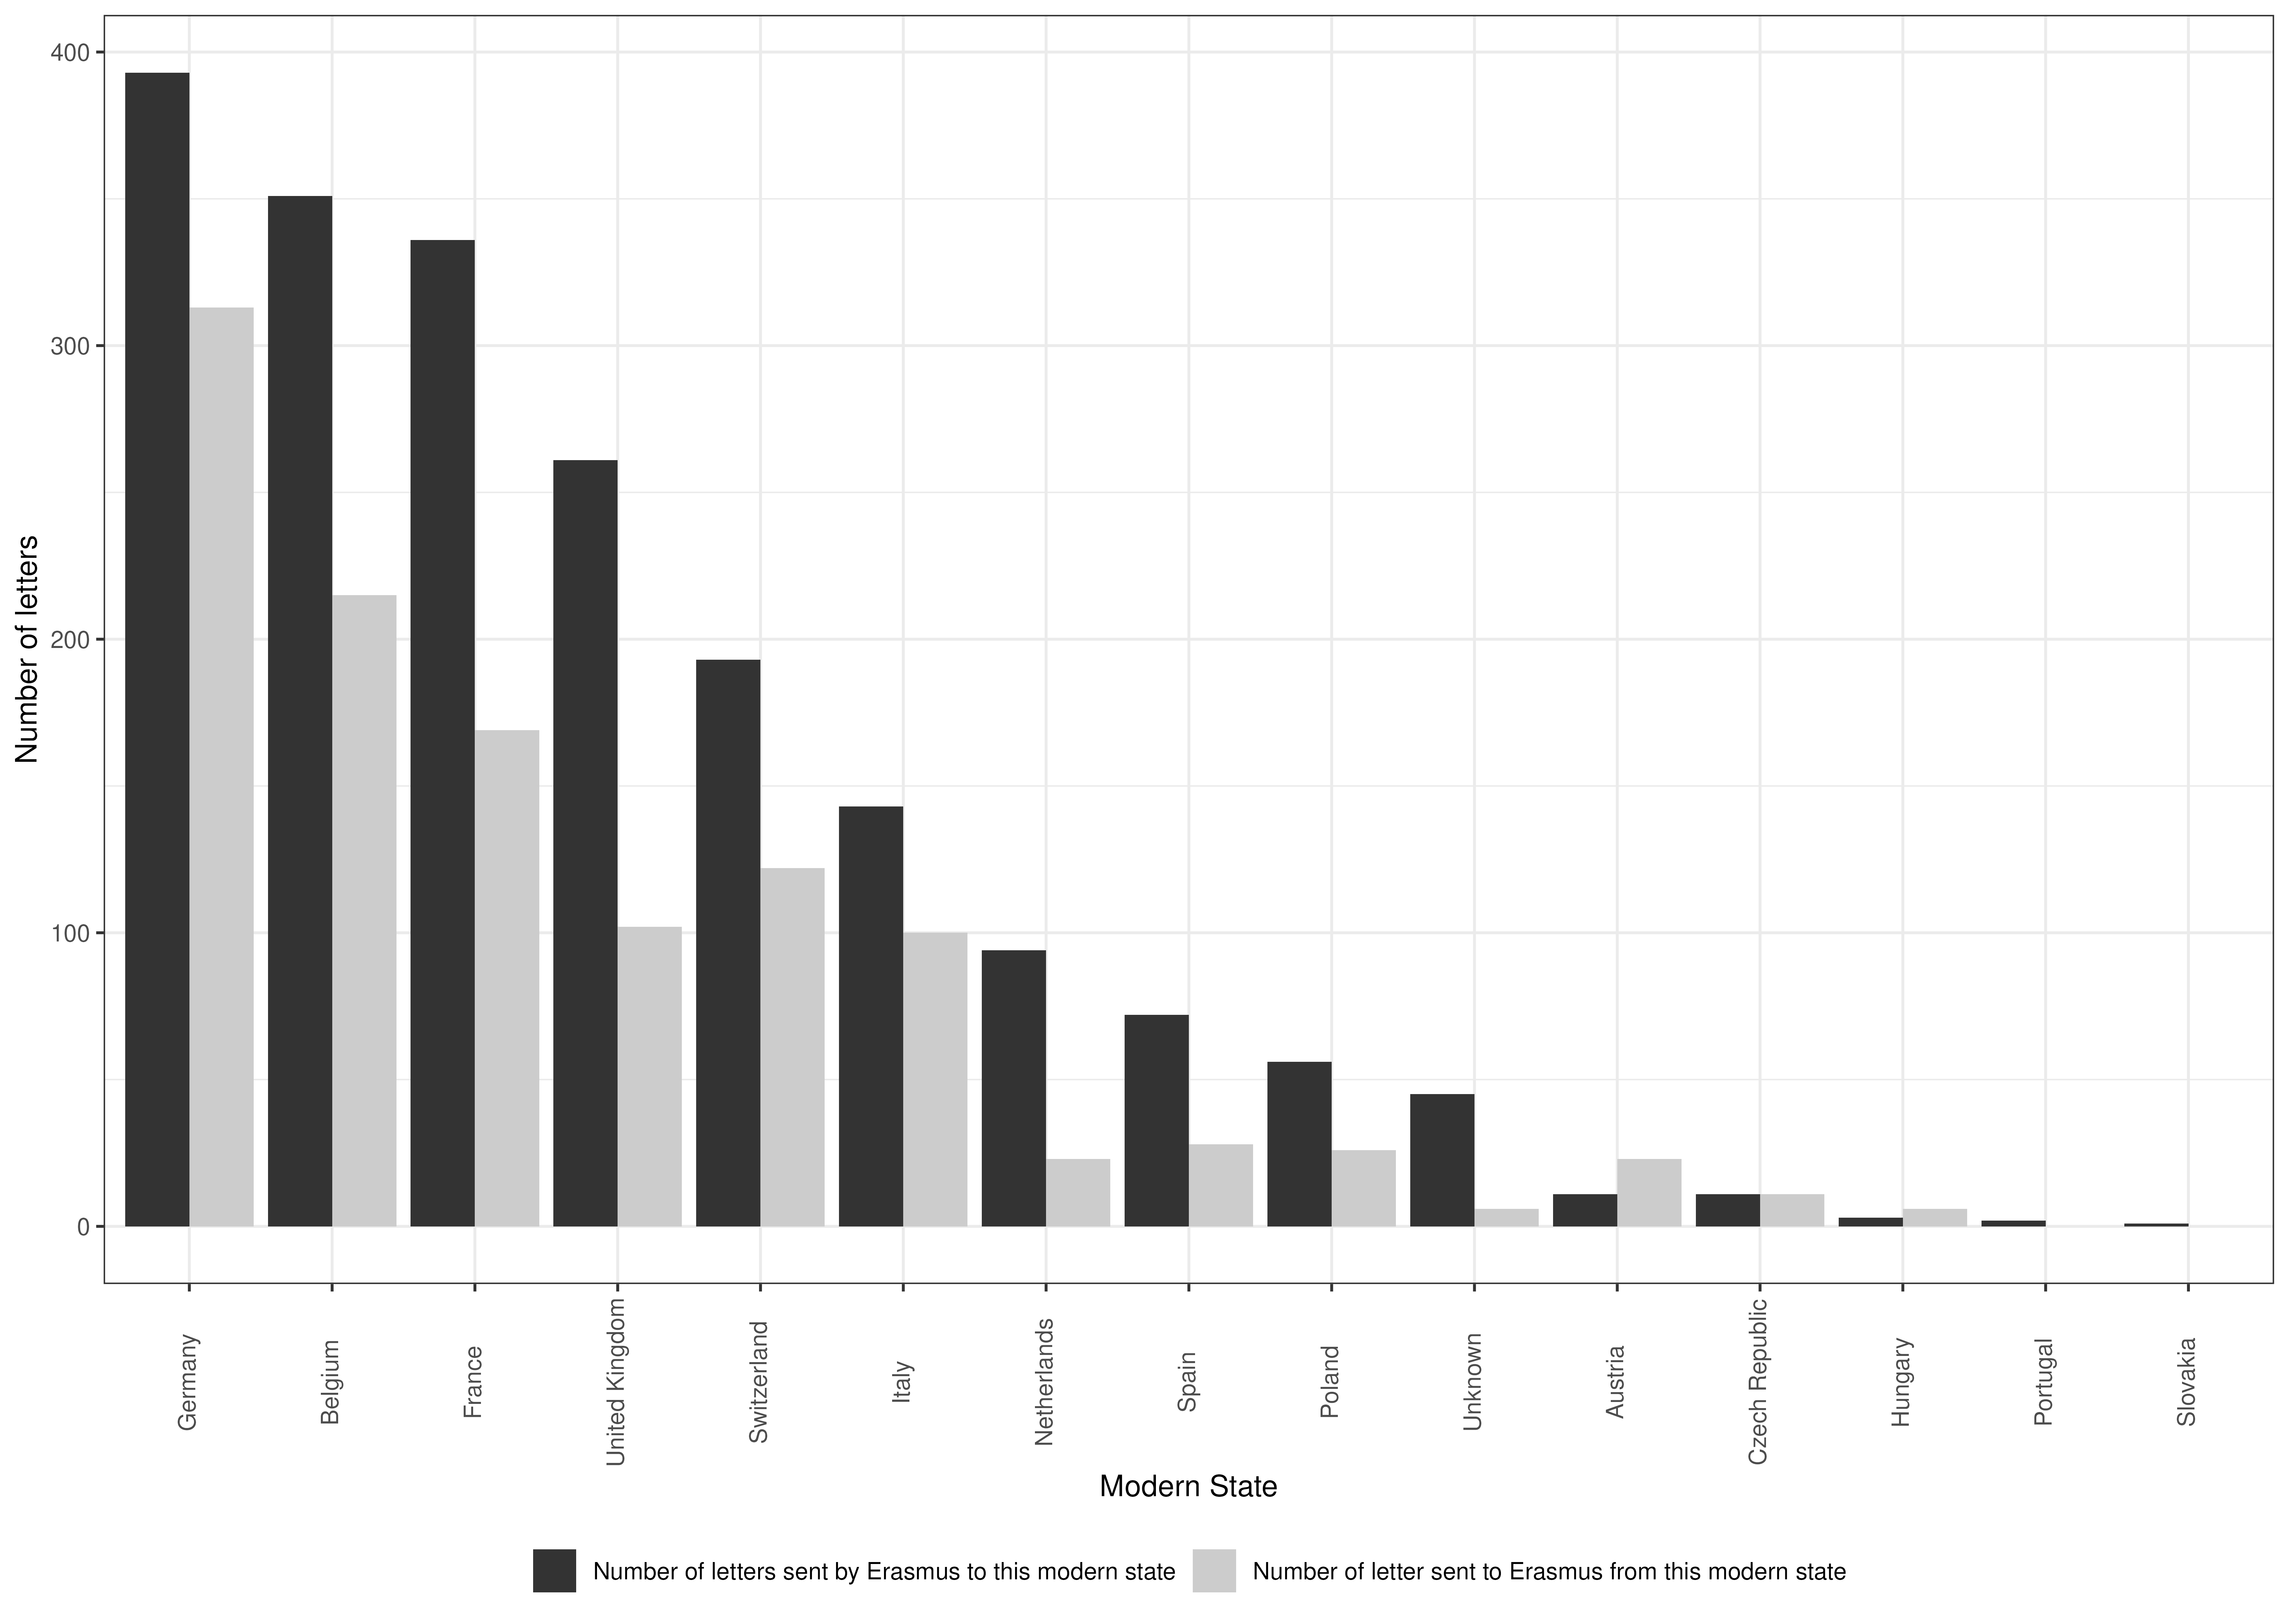 400
300
200
100
0
Number of letters
Germany
Belgium
France
United Kingdom
Switzerland
Italy
Netherlands
Spain
Poland
Unknown
Austria
Czech Republic
Hungary
Portugal
Slovakia
Modern State
Number of letters sent by Erasmus to this modern state
Number of letter sent to Erasmus from this modern state